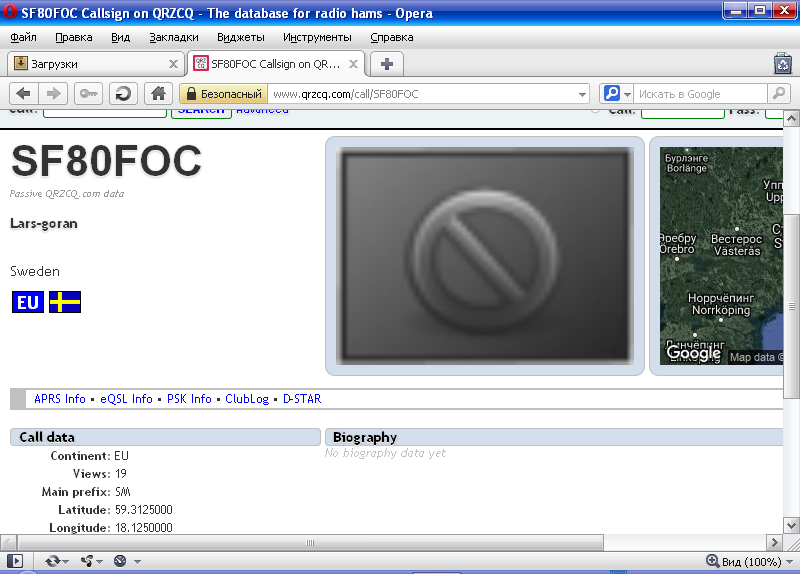 SF80FOC Callsign on QRZCQ - The database for radio hams - Opera
Файл Правка Вид Закладки Виджеты Инструменты Справка
Загрузки SF80FOC Callsign on QR...
Безопасный www.qrzcq.com/call/SF80FOC Искать в Google
Call: SEARCH Advanced Call: Pass:
SF80FOC
Passive QRZCQ.com data
Lars-goran
Sweden
EU
Бурлэнге
Borlänge
Упп
Upp
Эребру
Örebro
Вестерос
Västerås
Норрчёпинг
Norrköping
Линчёпинг
Google Map data ©
APRS Info • eQSL Info • PSK Info • ClubLog • D-STAR
Call data
Continent: EU
Views: 19
Main prefix: SM
Latitude: 59.3125000
Longitude: 18.1250000
Biography
No biography data yet
Вид (100%)